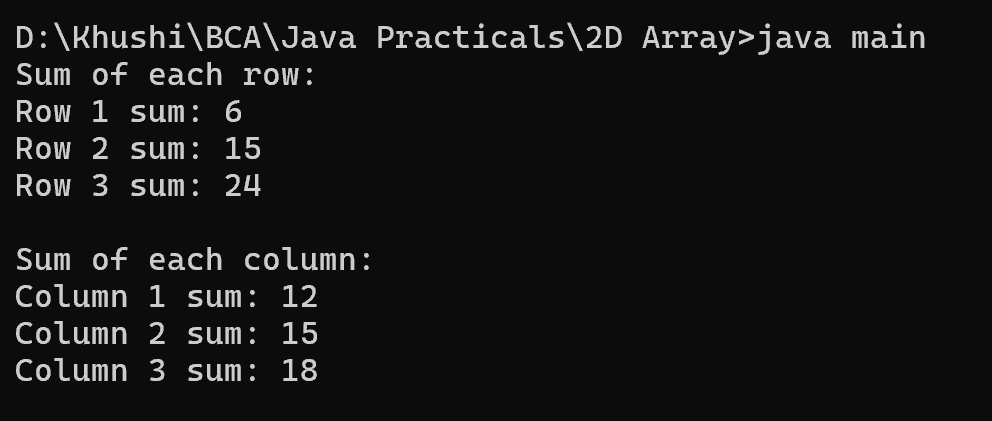 D:\Khushi\BCA\Java Practicals\2D Array>java main
Sum of each row:
Row 1 sum: 6
Row 2 sum: 15
Row 3 sum: 24
Sum of each column:
Column 1 sum: 12
Column 2 sum: 15
Column 3 sum: 18